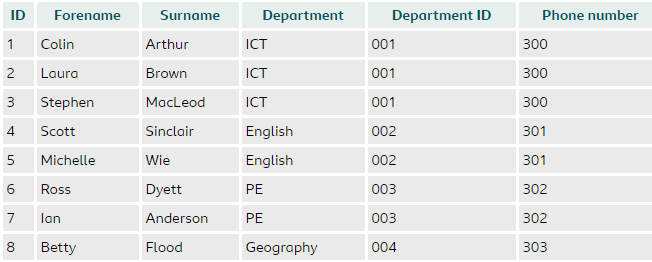 ID Forename Surname Department Department ID Phone number
1 Colin Arthur ICT 001 300
2 Laura Brown ICT 001 300
3 Stephen MacLeod ICT 001 300
4 Scott Sinclair English 002 301
5 Michelle Wie English 002 301
6 Ross Dyett PE 003 302
7 Ian Anderson PE 003 302
8 Betty Flood Geography 004 303